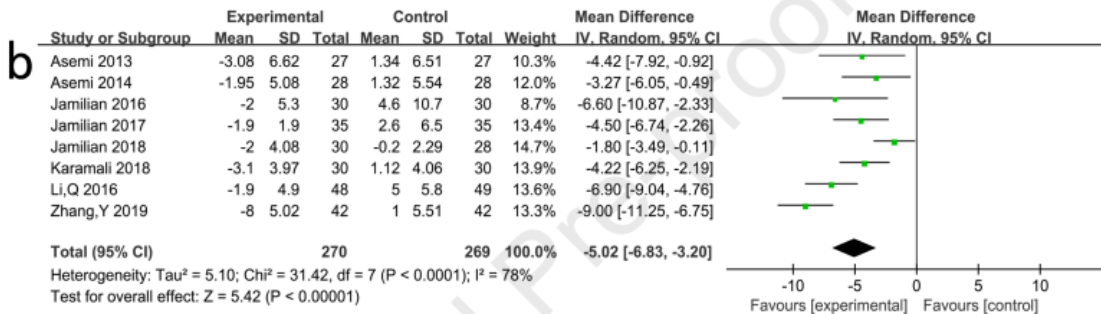 Experimental Control Mean Difference Mean Difference
Study or Subgroup Mean SD Total Mean SD Total Weight IV, Random, 95% CI IV, Random, 95% CI
b
Asemi 2013 -3.08 6.62 27 1.34 6.51 27 10.3% -4.42 [-7.92, -0.92]
Asemi 2014 -1.95 5.08 28 1.32 5.54 28 12.0% -3.27 [-6.05, -0.49]
Jamilian 2016 -2 5.3 30 4.6 10.7 30 8.7% -6.60 [-10.87, -2.33]
Jamilian 2017 -1.9 1.9 35 2.6 6.5 35 13.4% -4.50 [-6.74, -2.26]
Jamilian 2018 -2 4.08 30 -0.2 2.29 28 14.7% -1.80 [-3.49, -0.11]
Karamali 2018 -3.1 3.97 30 1.12 4.06 30 14.0% -4.22 [-6.25, -2.19]
Li,Q 2016 -1.9 4.9 48 5 5.8 49 13.6% -6.90 [-9.04, -4.76]
Zhang,Y 2019 -8 5.02 42 1 5.51 42 13.3% -9.00 [-11.25, -6.75]
Total (95% CI) 270 269 100.0% -5.02 [-6.83, -3.20]
Heterogeneity: Tau² = 5.10; Chi² = 31.42, df = 7 (P < 0.0001); I² = 78%
Test for overall effect: Z = 5.42 (P < 0.00001)
-10 -5 0 5 10
Favours [experimental] Favours [control]
Pre-proo